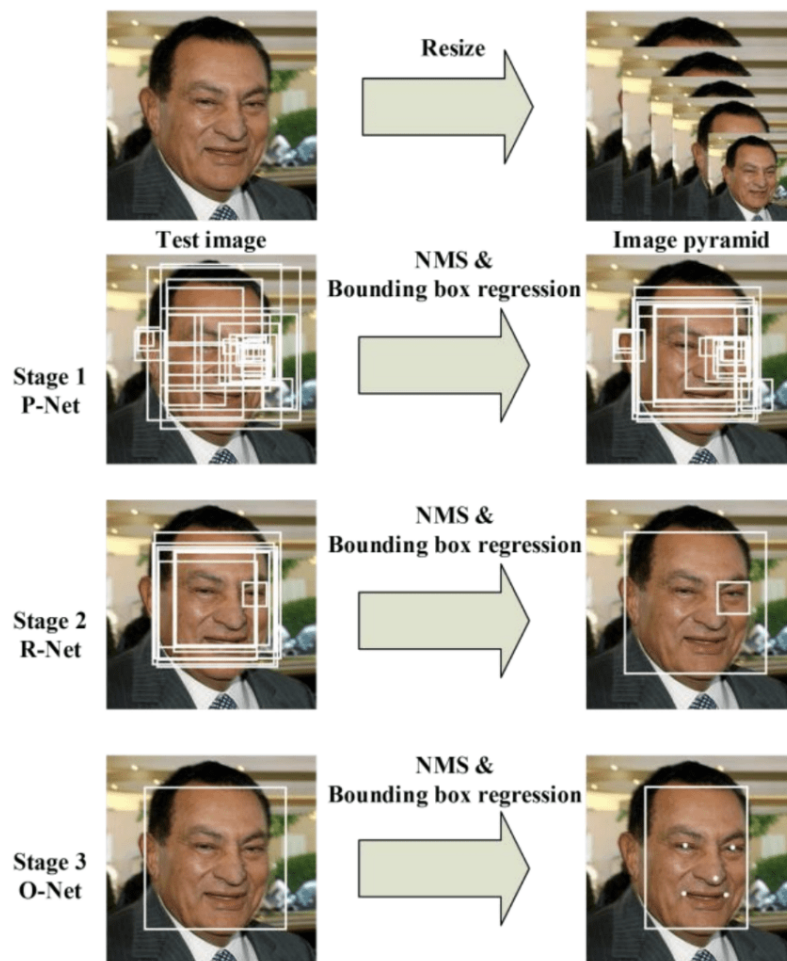 Resize
Test image
Image pyramid
NMS &
Bounding box regression
Stage 1
P-Net
NMS &
Bounding box regression
Stage 2
R-Net
NMS &
Bounding box regression
Stage 3
O-Net